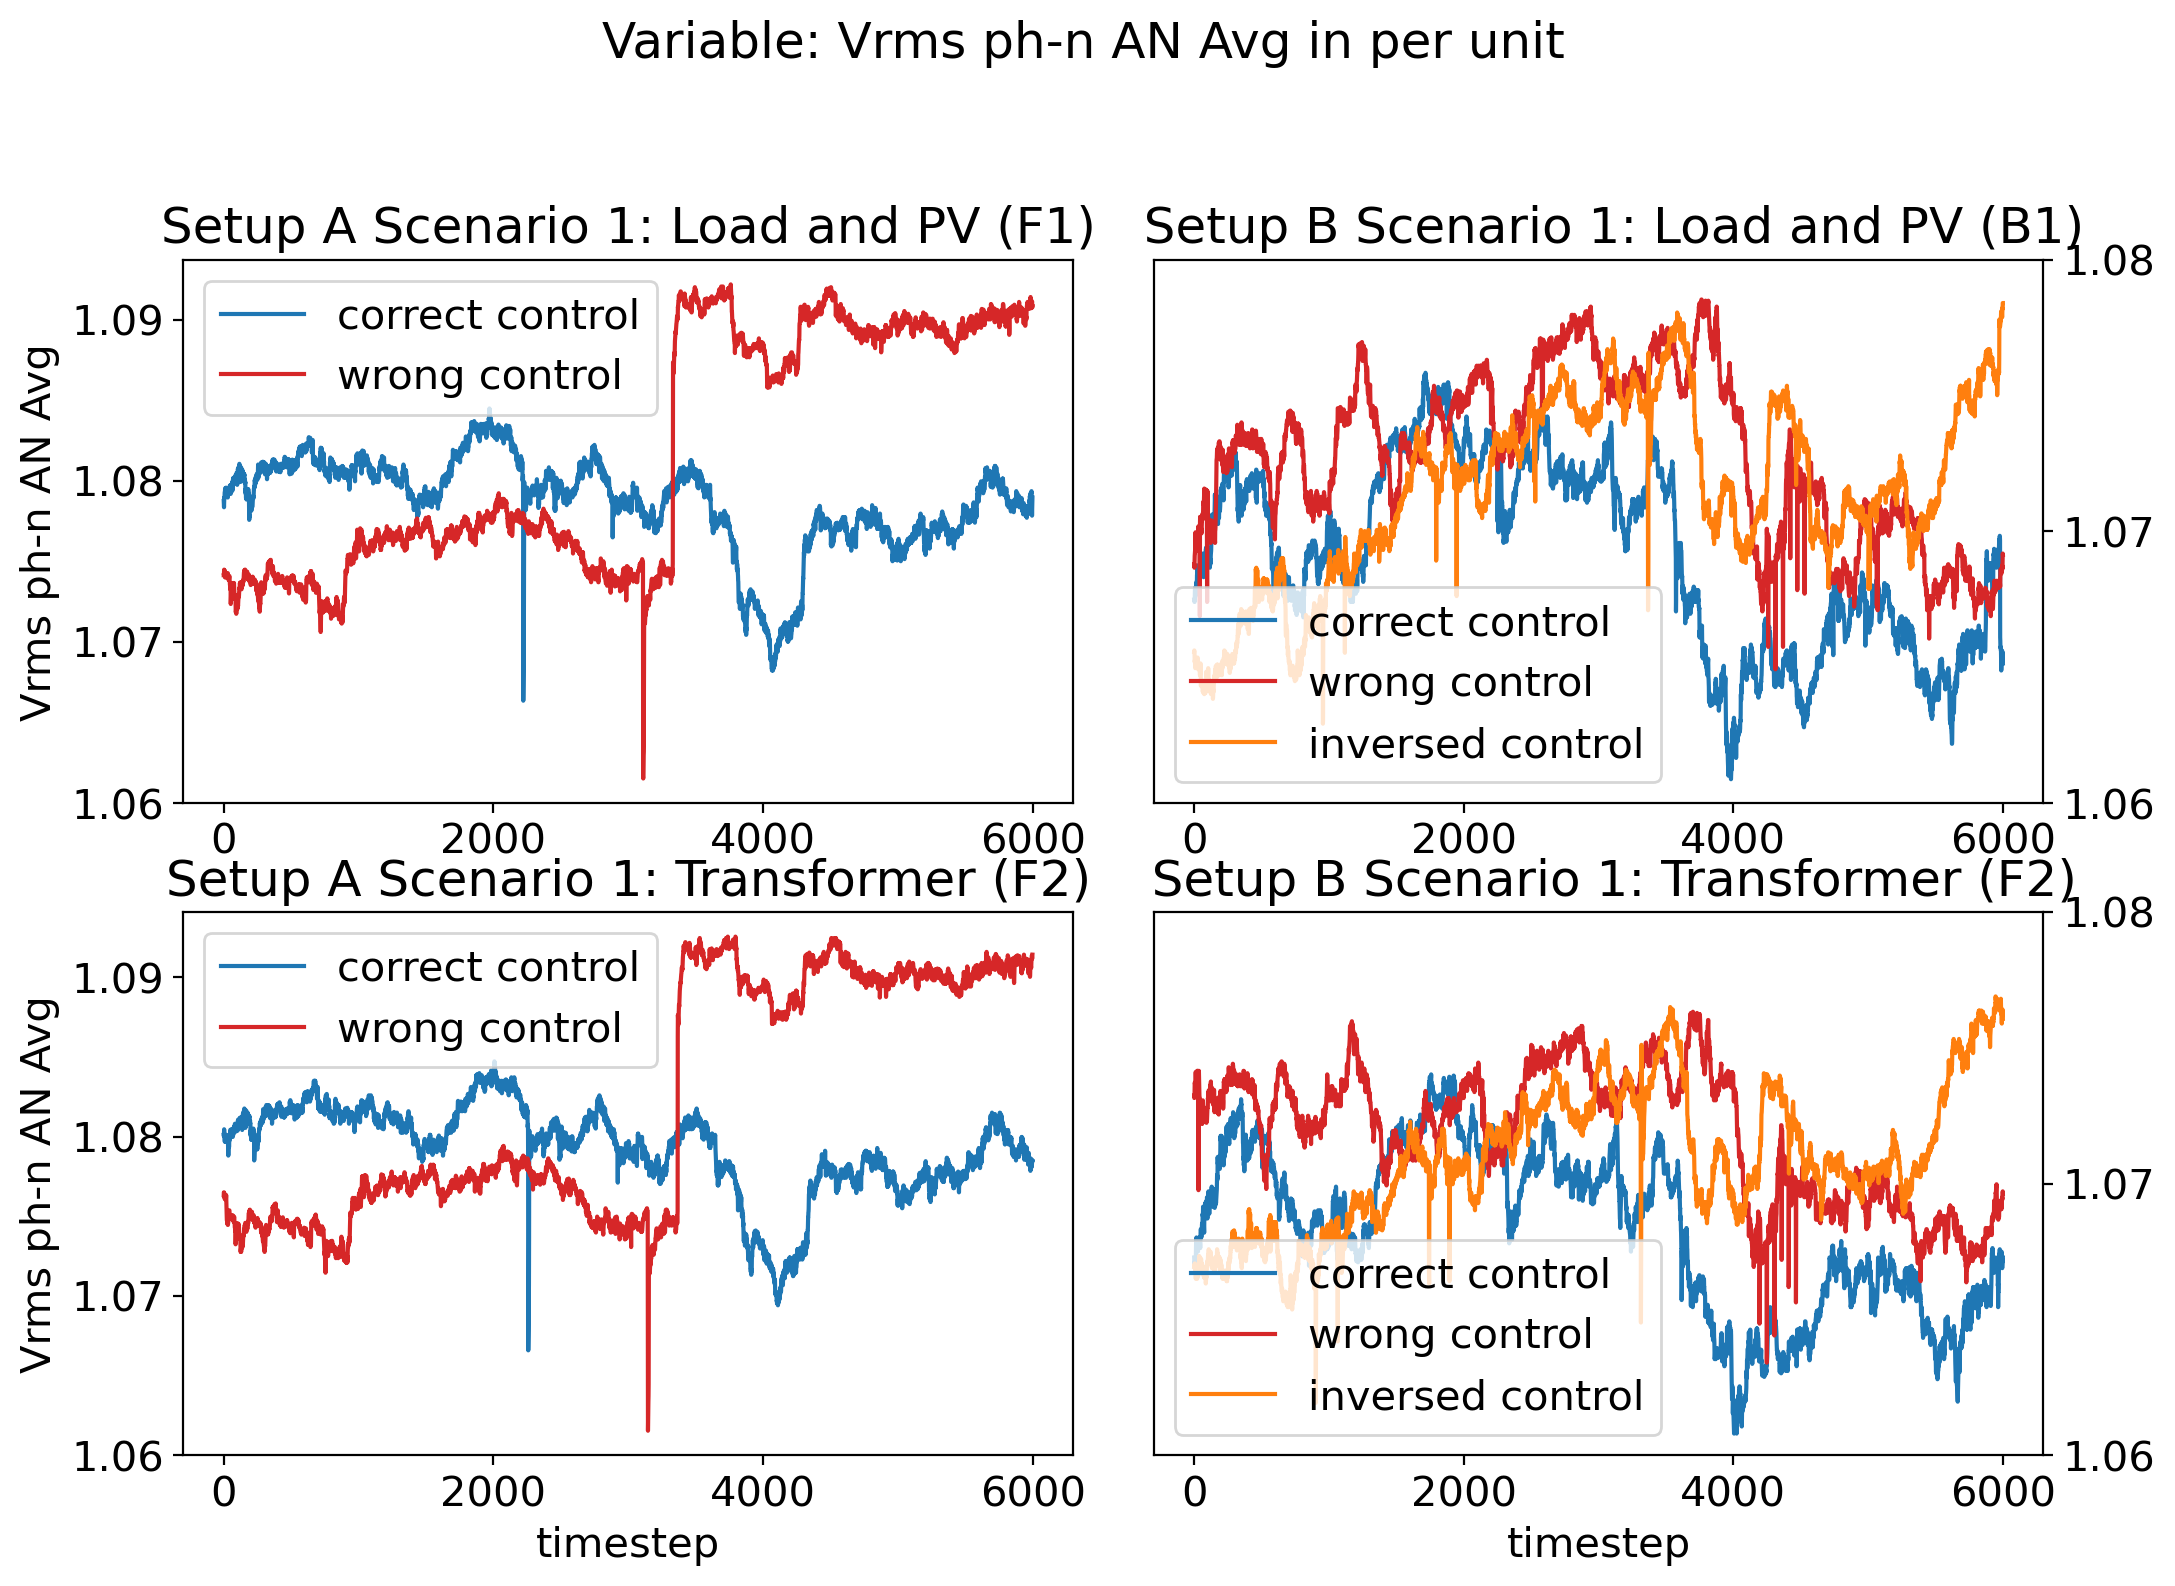 Variable: Vrms ph-n AN Avg in per unit
Setup A Scenario 1: Load and PV (F1)
Vrms ph-n AN Avg
1.09
1.08
1.07
1.06
0 2000 4000 6000
correct control
wrong control
Setup B Scenario 1: Load and PV (B1)
1.08
1.07
1.06
0 2000 4000 6000
correct control
wrong control
inversed control
Setup A Scenario 1: Transformer (F2)
Vrms ph-n AN Avg
1.09
1.08
1.07
1.06
0 2000 4000 6000
timestep
correct control
wrong control
Setup B Scenario 1: Transformer (F2)
1.08
1.07
1.06
0 2000 4000 6000
timestep
correct control
wrong control
inversed control